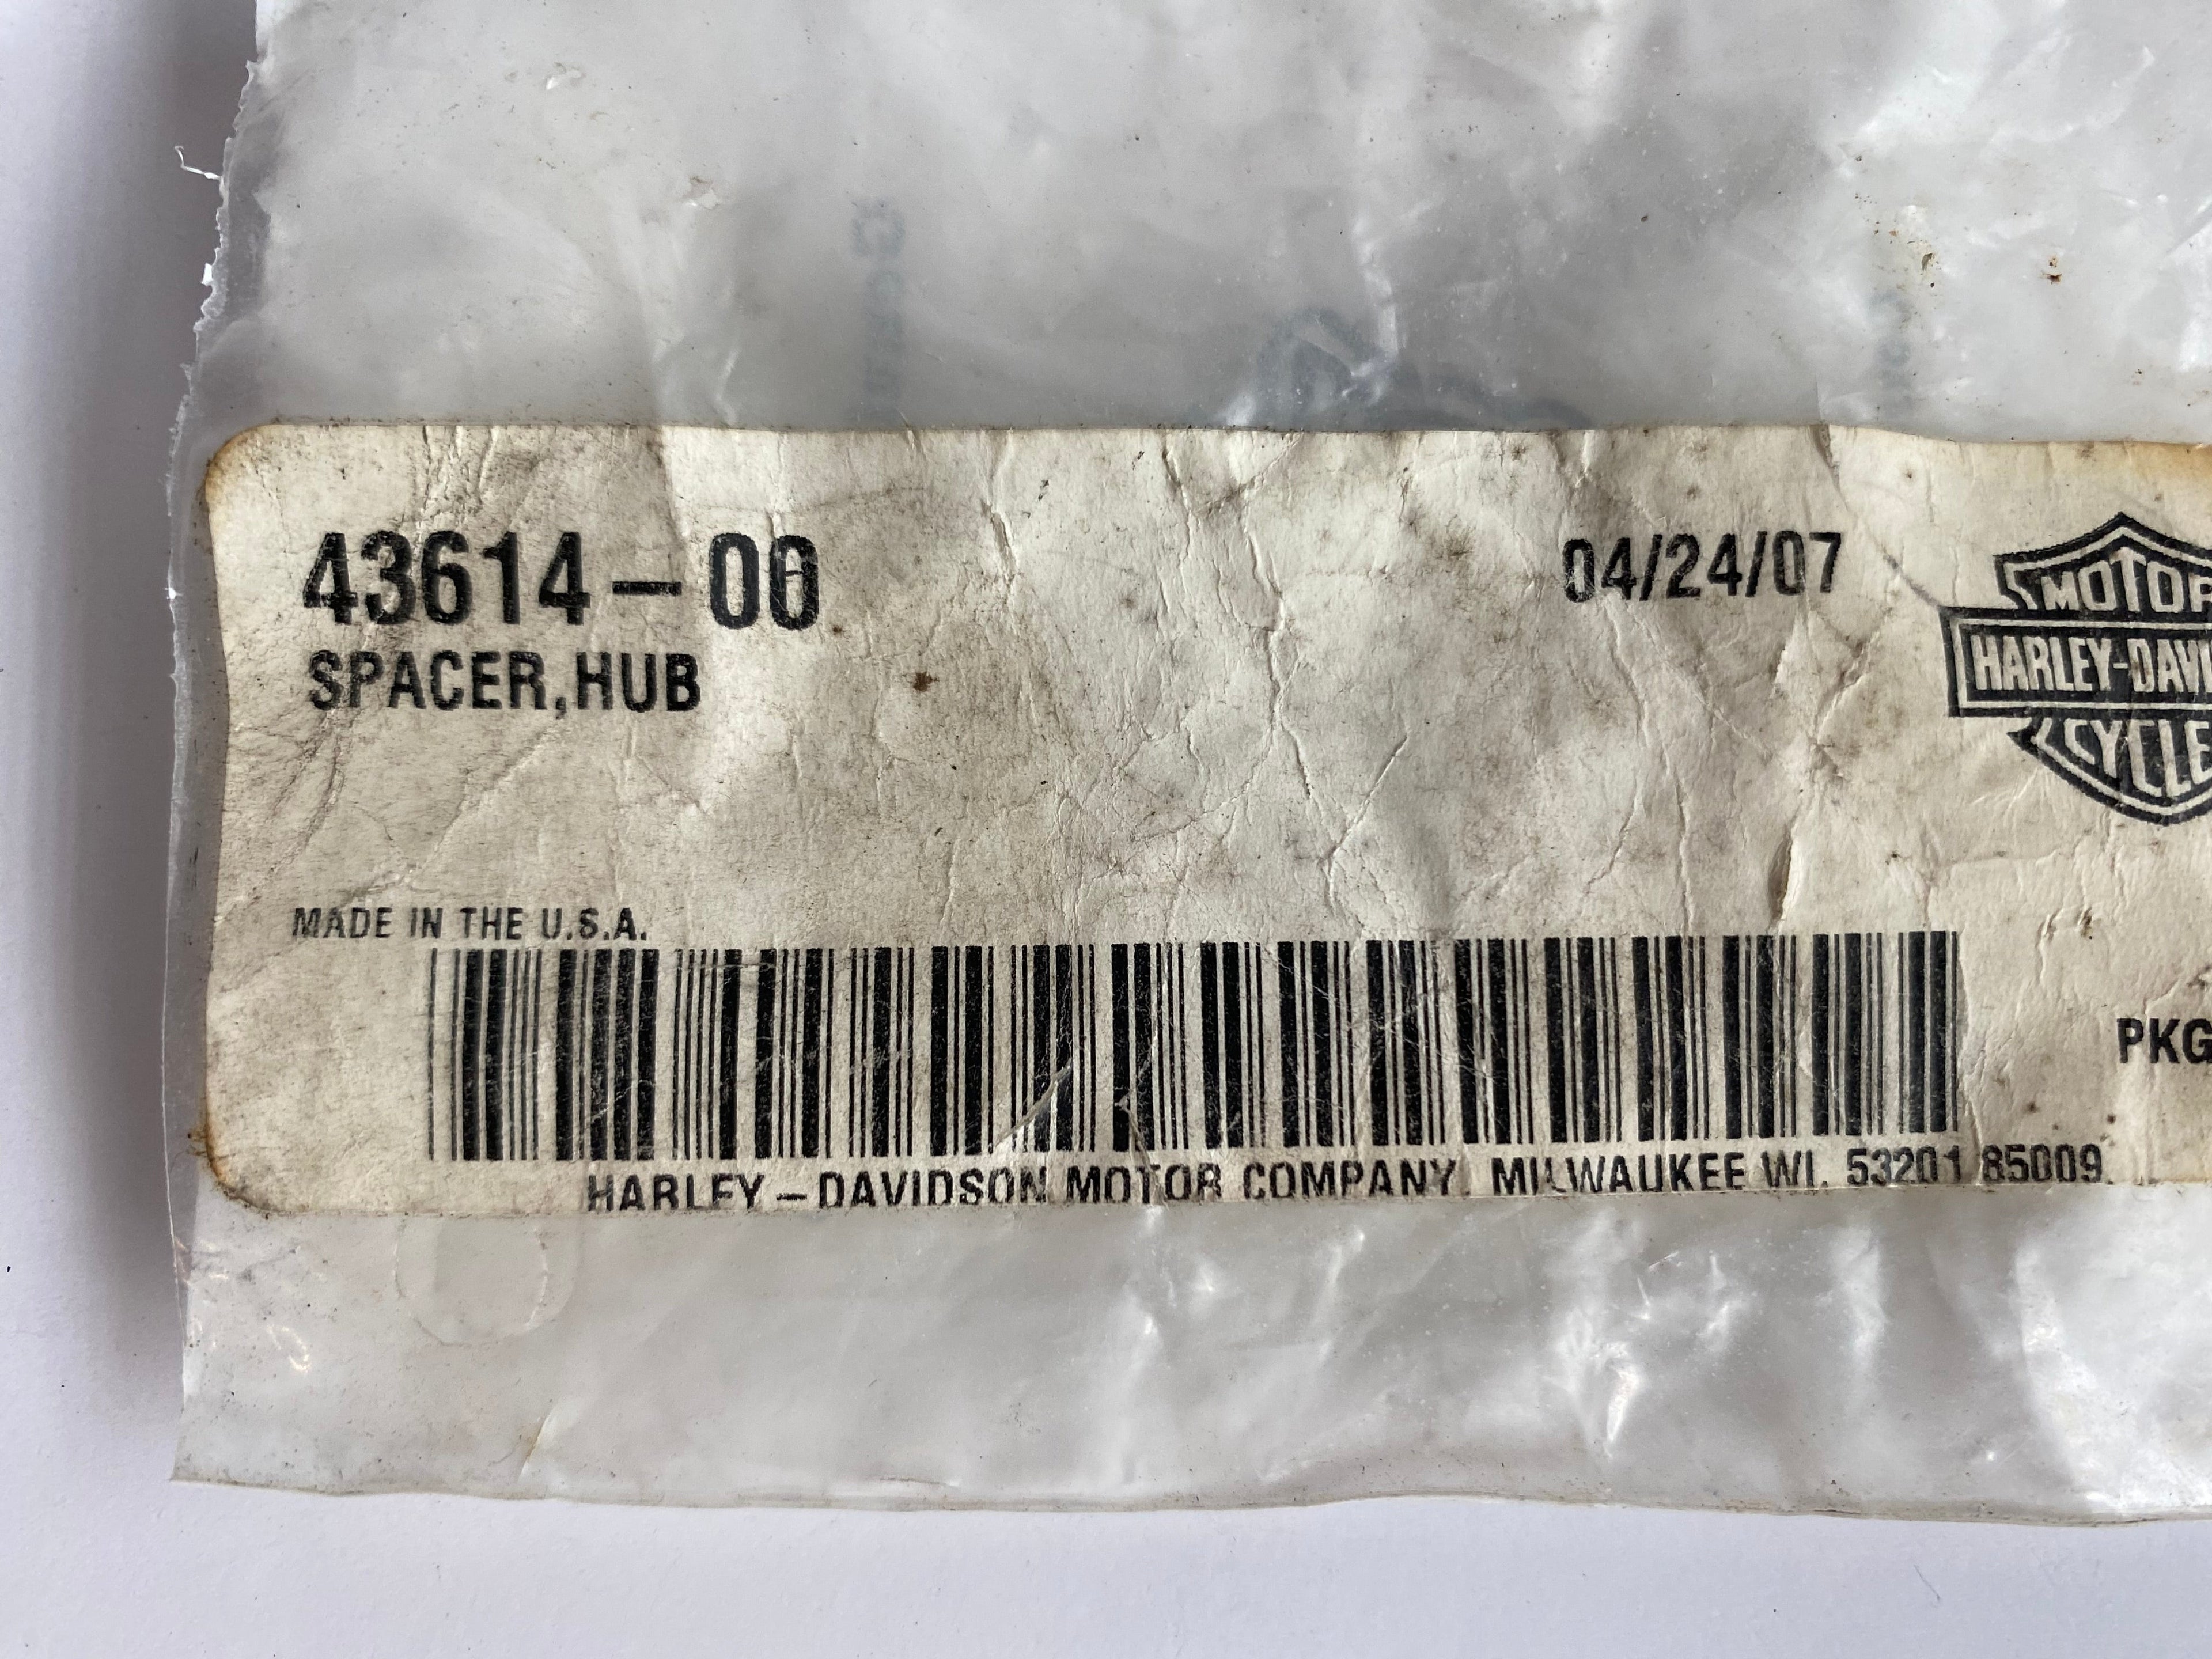 43614-00
04/24/07
SPACER,HUB
MOTOR
HARLEY-DAVI
CYCLE
MADE IN THE U.S.A.
PKG
HARLEY-DAVIDSON MOTOR COMPANY, MILWAUKEE WI. 53201 85009